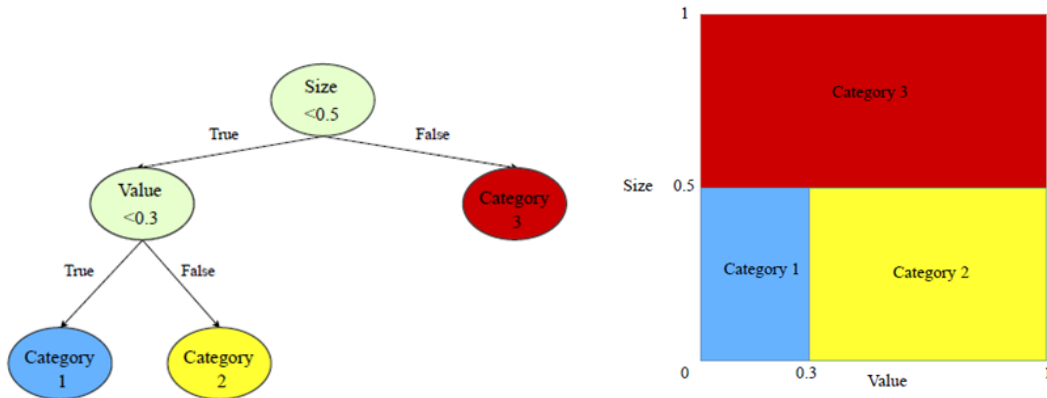 Size
<0.5
True
False
Value
<0.3
Category
3
True
False
Category
1
Category
2
1
Category 3
Size
0.5
Category 1
Category 2
0
0.3
Value
1